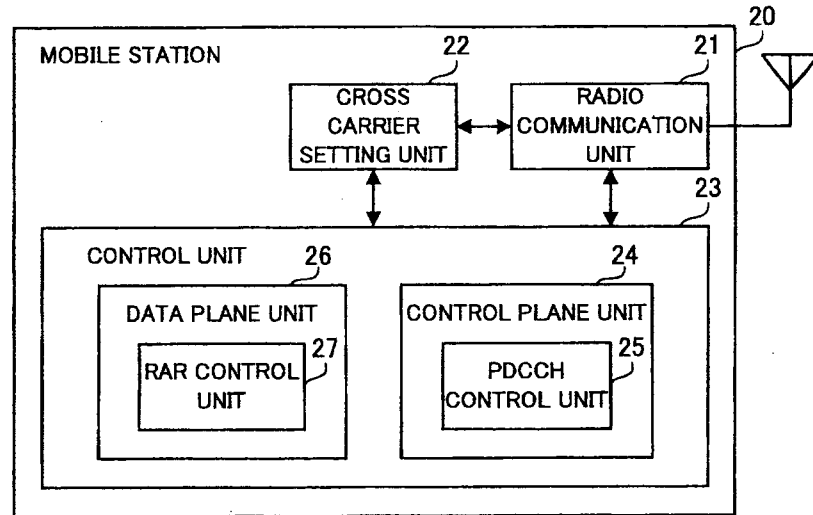 20
MOBILE STATION
22
21
CROSS
CARRIER
SETTING UNIT
RADIO
COMMUNICATION
UNIT
23
CONTROL UNIT
26
24
DATA PLANE UNIT
CONTROL PLANE UNIT
27
25
RAR CONTROL
UNIT
PDCCH
CONTROL UNIT